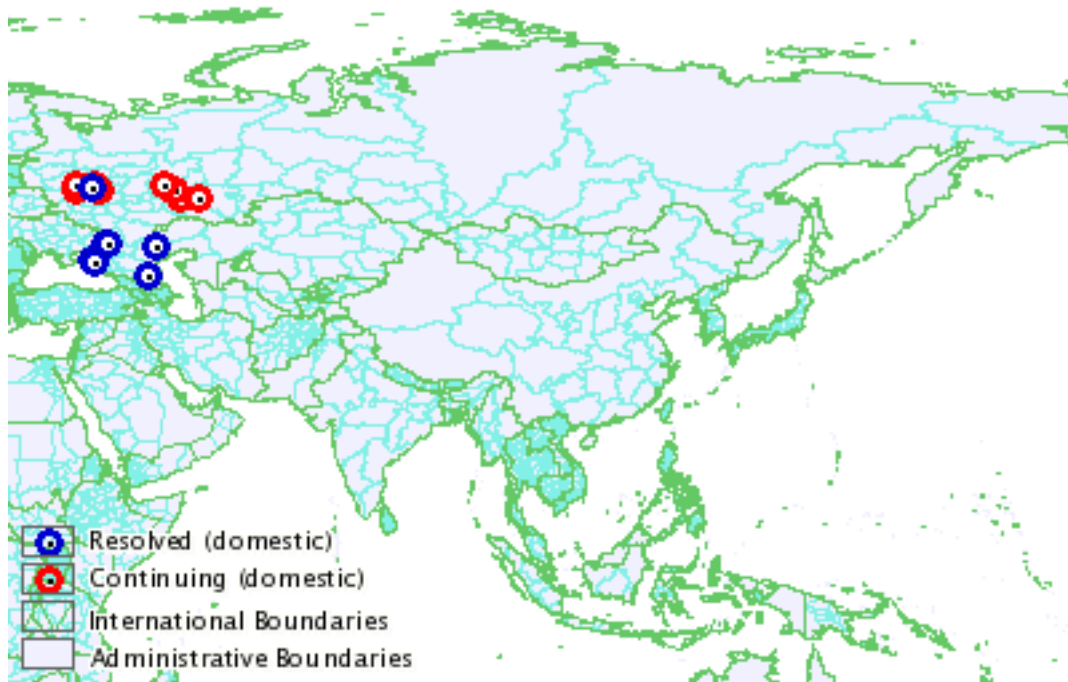 Resolved (domestic)
Continuing (domestic)
International Boundaries
Administrative Boundaries